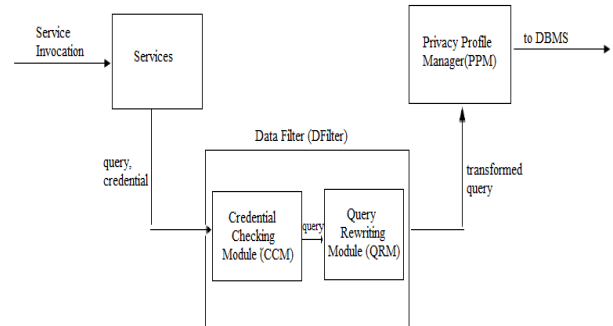 Service
Invocation
Services
Privacy Profile
Manager(PPM)
to DBMS
Data Filter (DFilter)
query,
credential
transformed
query
Credential
Checking
Module (CCM)
query
Query
Rewriting
Module (QRM)